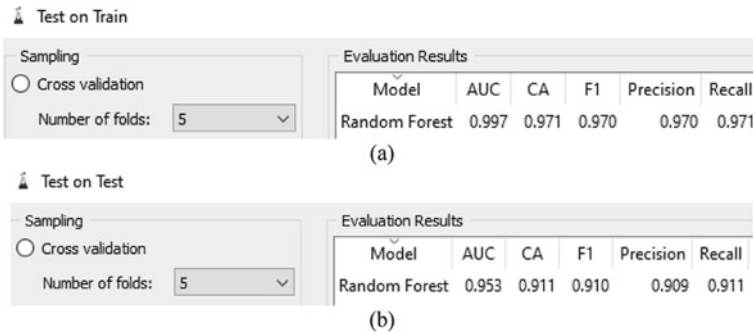 Test on Train
Sampling
Cross validation
Number of folds: 5
Evaluation Results
Model AUC CA F1 Precision Recall
Random Forest 0.997 0.971 0.970 0.970 0.971
(a)
Test on Test
Sampling
Cross validation
Number of folds: 5
Evaluation Results
Model AUC CA F1 Precision Recall
Random Forest 0.953 0.911 0.910 0.909 0.911
(b)